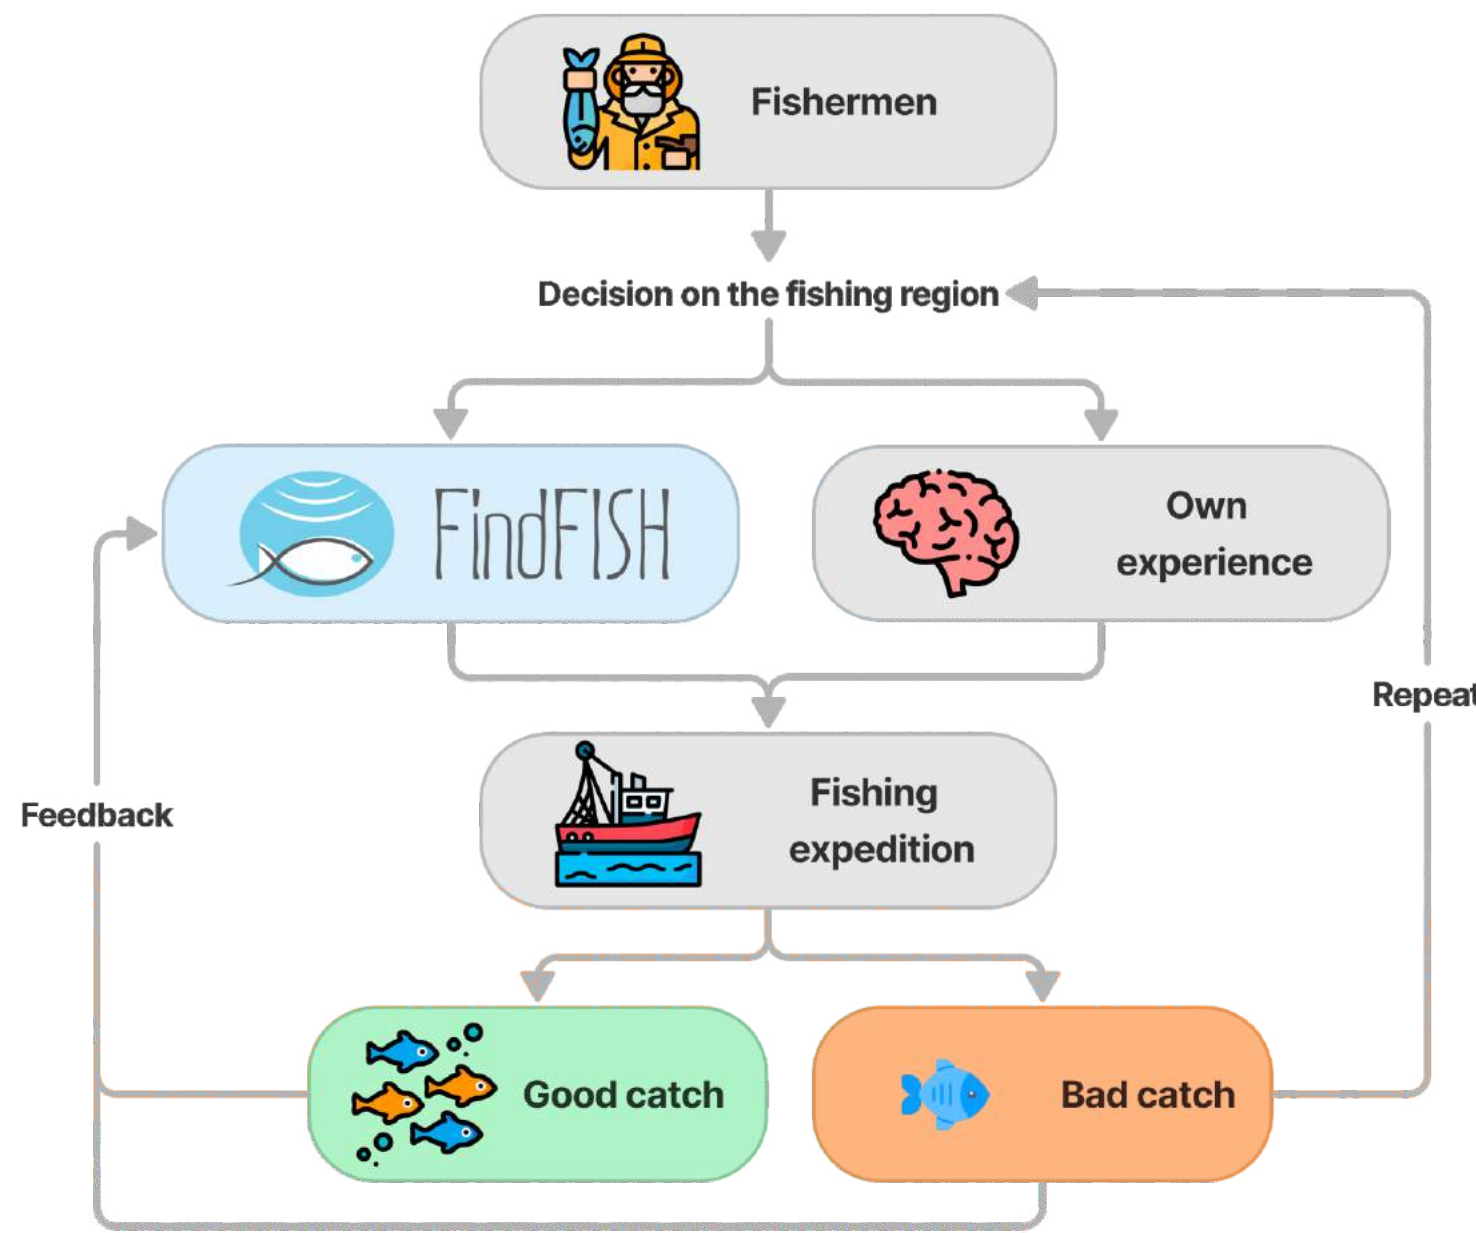 Fishermen
Decision on the fishing region
FindFISH
Own
experience
Repeat
Fishing
expedition
Feedback
Good catch
Bad catch